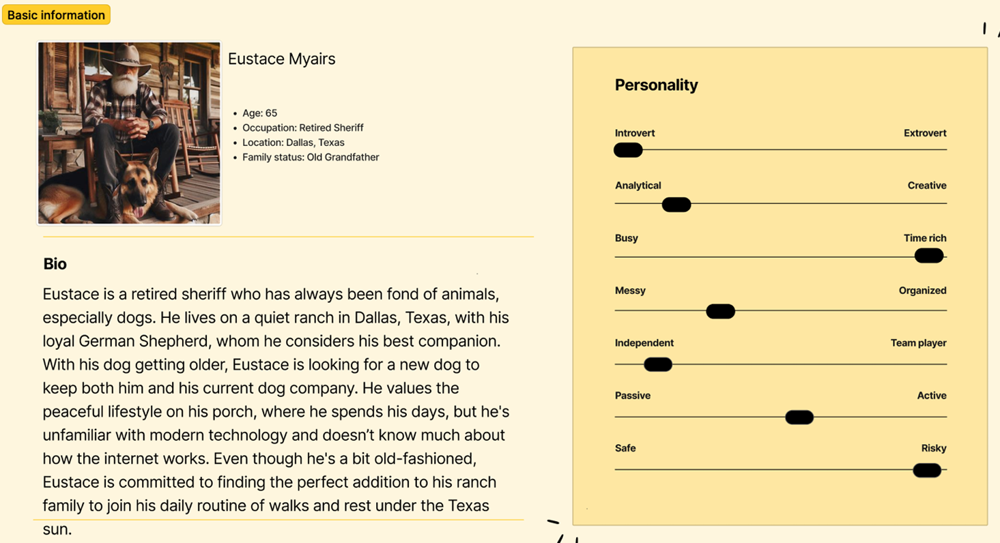 Basic information
Eustace Myairs
• Age: 65
• Occupation: Retired Sheriff
• Location: Dallas, Texas
• Family status: Old Grandfather
Bio
Eustace is a retired sheriff who has always been fond of animals,
especially dogs. He lives on a quiet ranch in Dallas, Texas, with his
loyal German Shepherd, whom he considers his best companion.
With his dog getting older, Eustace is looking for a new dog to
keep both him and his current dog company. He values the
peaceful lifestyle on his porch, where he spends his days, but he's
unfamiliar with modern technology and doesn’t know much about
how the internet works. Even though he's a bit old-fashioned,
Eustace is committed to finding the perfect addition to his ranch
family to join his daily routine of walks and rest under the Texas
sun.
Personality
Introvert Extrovert
Analytical Creative
Busy Time rich
Messy Organized
Independent Team player
Passive Active
Safe Risky